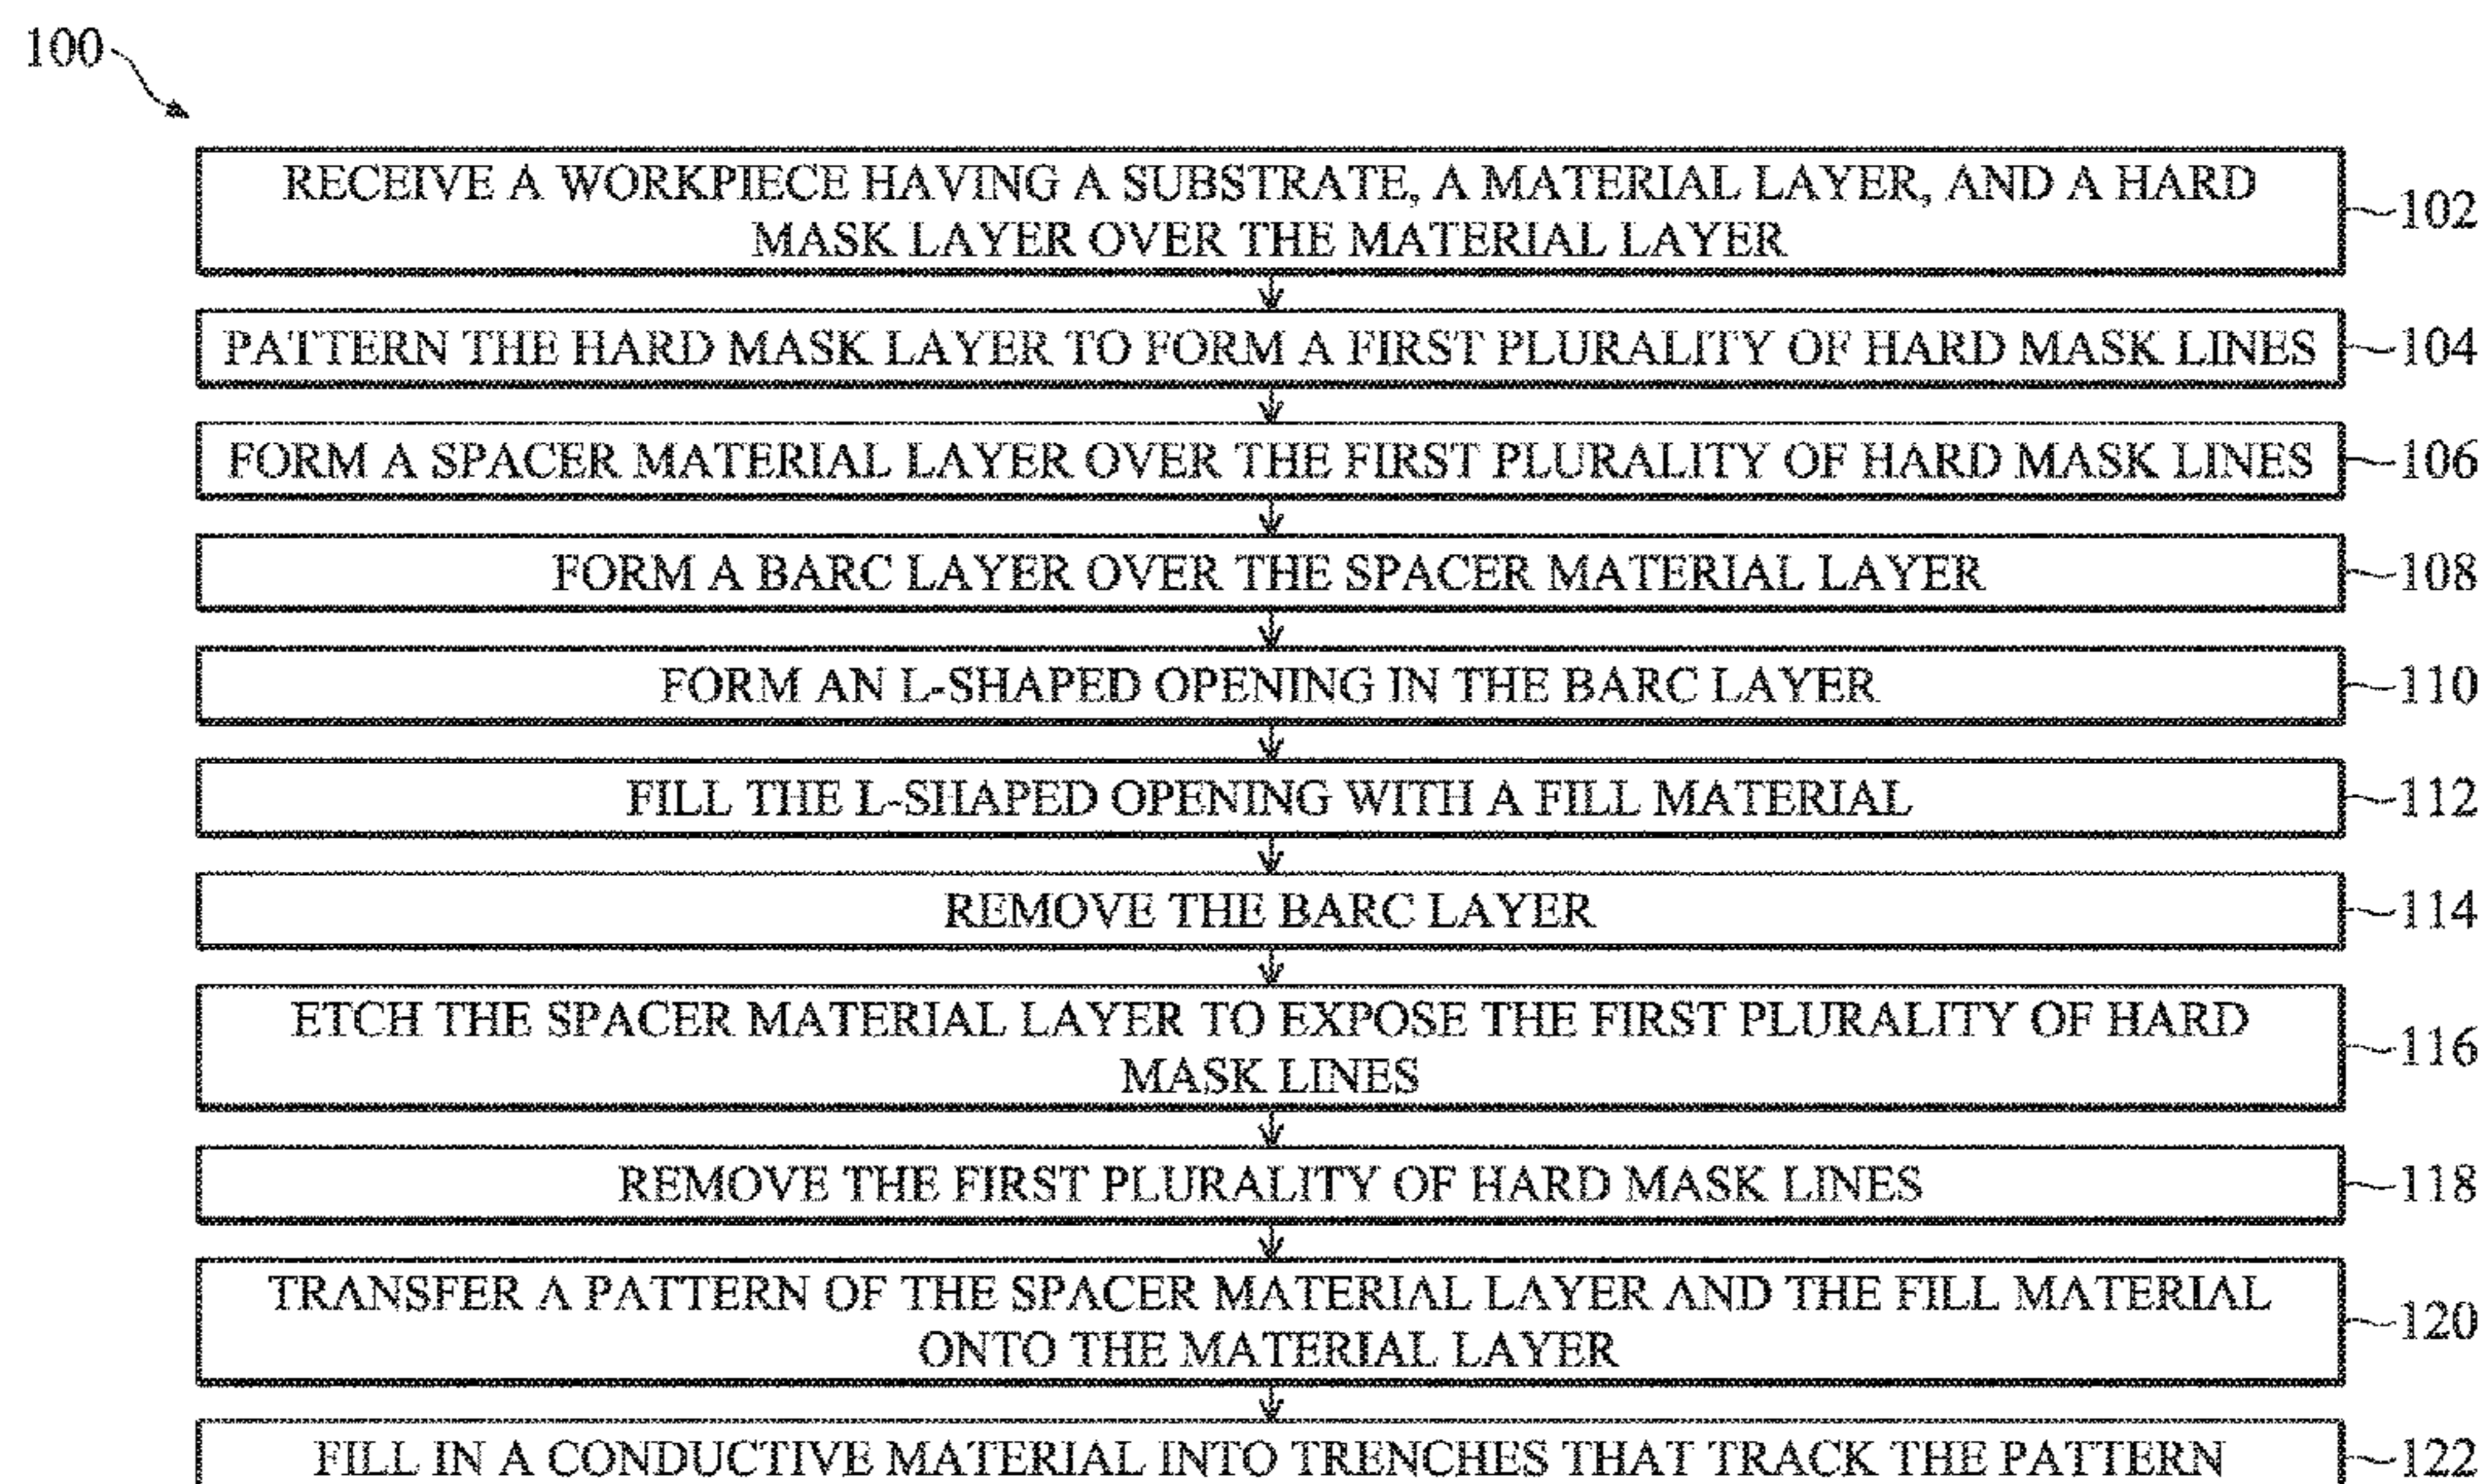 100
RECEIVE A WORKPIECE HAVING A SUBSTRATE, A MATERIAL LAYER, AND A HARD
MASK LAYER OVER THE MATERIAL LAYER
102
PATTERN THE HARD MASK LAYER TO FORM A FIRST PLURALITY OF HARD MASK LINES
104
FORM A SPACER MATERIAL LAYER OVER THE FIRST PLURALITY OF HARD MASK LINES
106
FORM A BARC LAYER OVER THE SPACER MATERIAL LAYER
108
FORM AN L-SHAPED OPENING IN THE BARC LAYER
110
FILL THE L-SHAPED OPENING WITH A FILL MATERIAL
112
REMOVE THE BARC LAYER
114
ETCH THE SPACER MATERIAL LAYER TO EXPOSE THE FIRST PLURALITY OF HARD
MASK LINES
116
REMOVE THE FIRST PLURALITY OF HARD MASK LINES
118
TRANSFER A PATTERN OF THE SPACER MATERIAL LAYER AND THE FILL MATERIAL
ONTO THE MATERIAL LAYER
120
FILL IN A CONDUCTIVE MATERIAL INTO TRENCHES THAT TRACK THE PATTERN
122